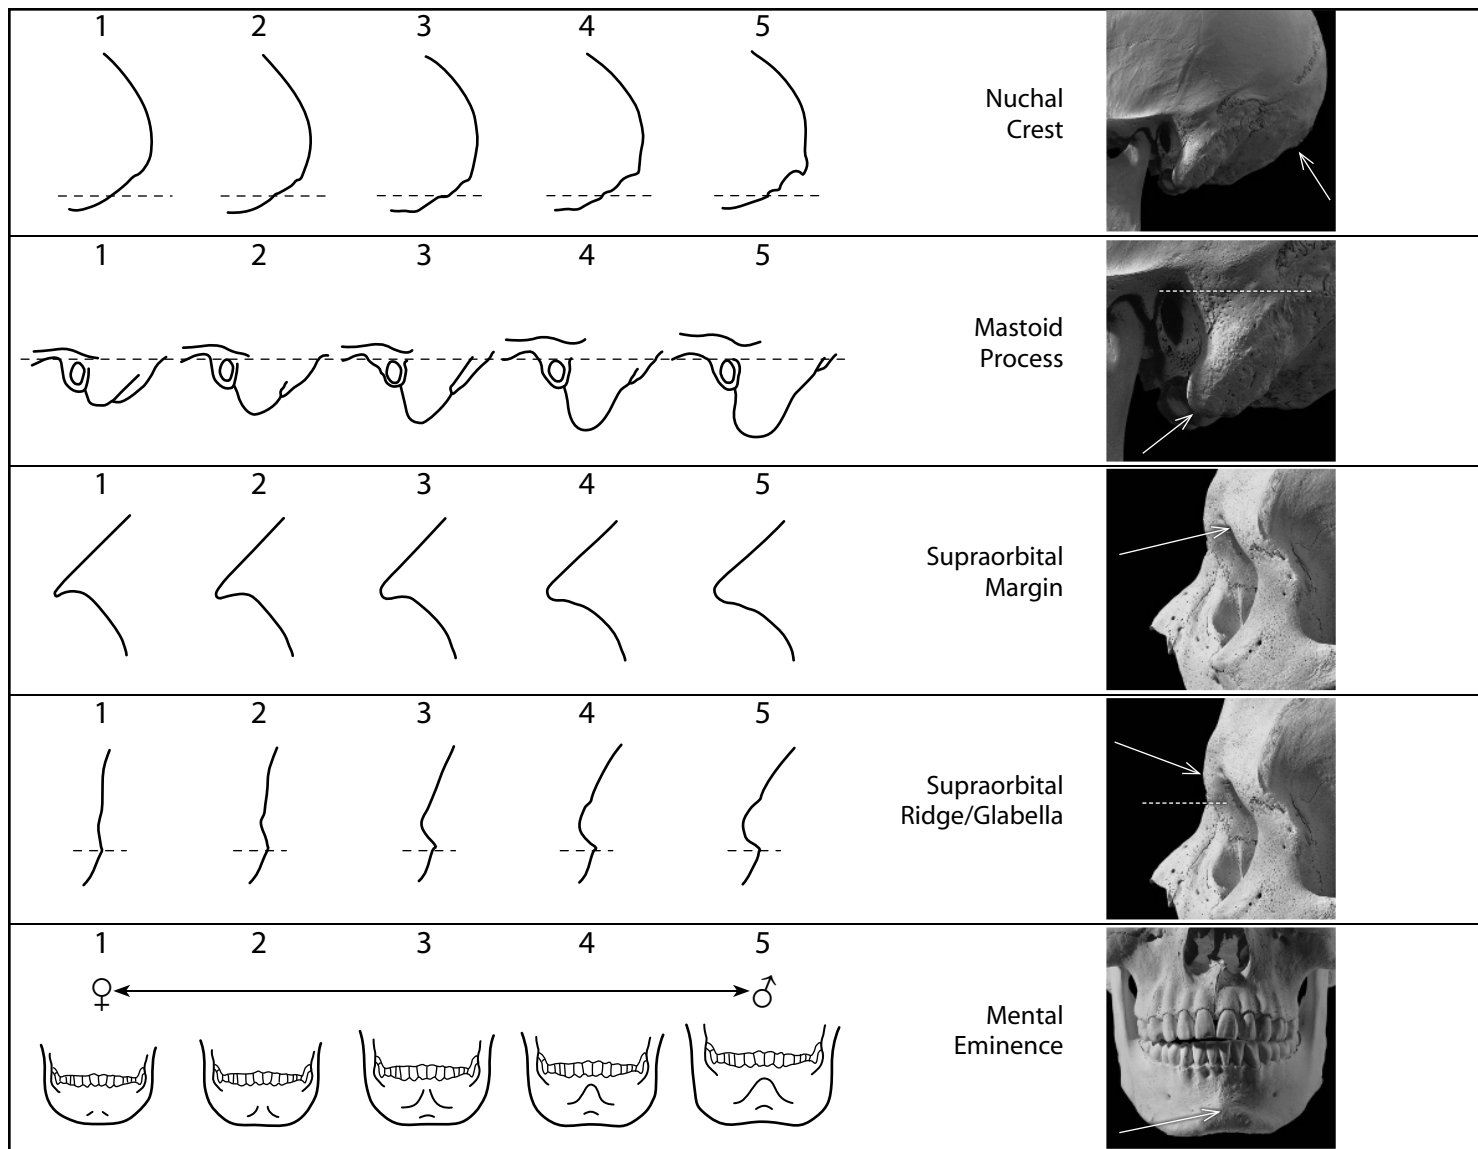 1 2 3 4 5
Nuchal
Crest
1 2 3 4 5
Mastoid
Process
1 2 3 4 5
Supraorbital
Margin
1 2 3 4 5
Supraorbital
Ridge/Glabella
1 2 3 4 5
♀ ♂
Mental
Eminence